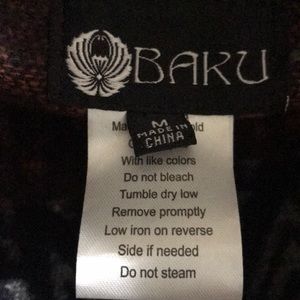 BAKU
M
MADE IN
CHINA
With like colors
Do not bleach
Tumble dry low
Remove promptly
Low iron on reverse
Side if needed
Do not steam